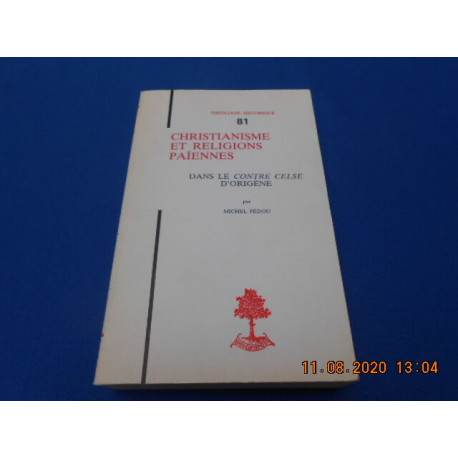 THÉOLOGIE HISTORIQUE
81
CHRISTIANISME
ET RELIGIONS
PAÏENNES
DANS LE CONTRE CELSE
D'ORIGÈNE
par
MICHEL FÉDOU
11.08.2020 13:04